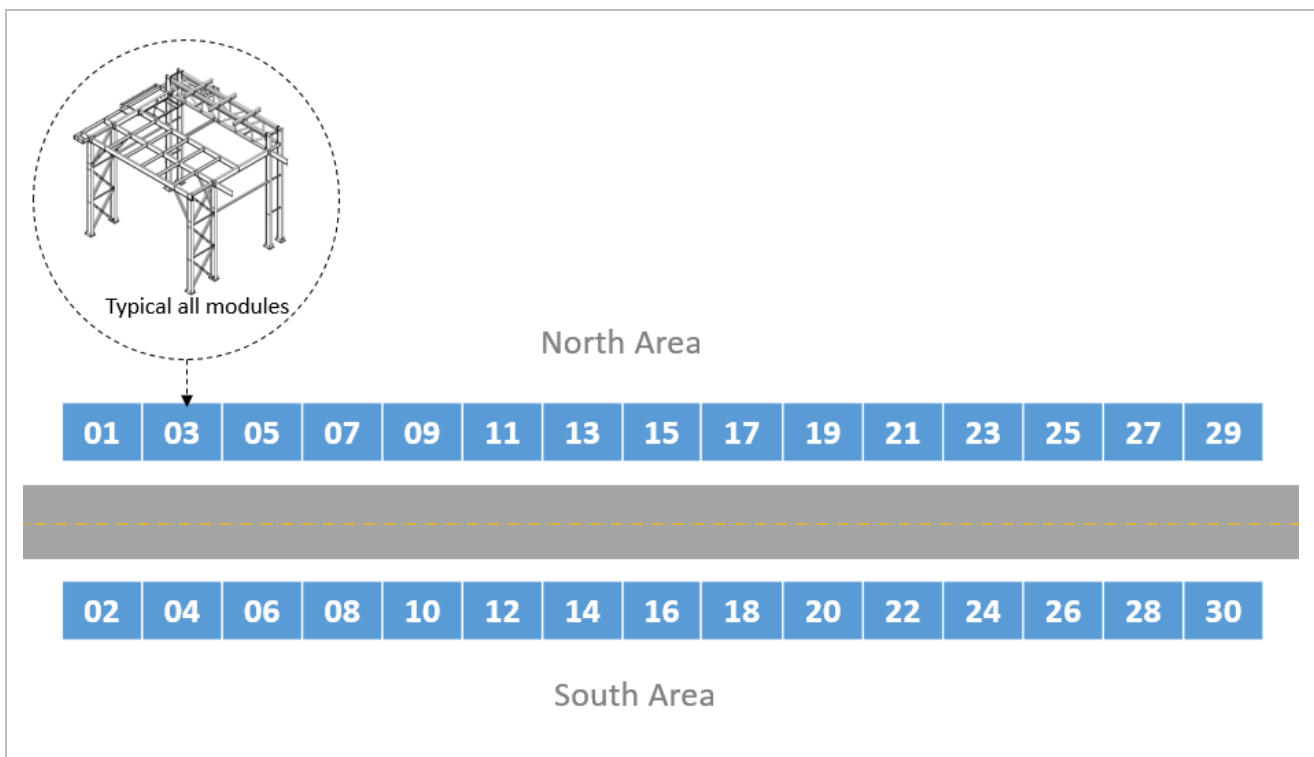 Typical all modules
North Area
01 03 05 07 09 11 13 15 17 19 21 23 25 27 29
02 04 06 08 10 12 14 16 18 20 22 24 26 28 30
South Area